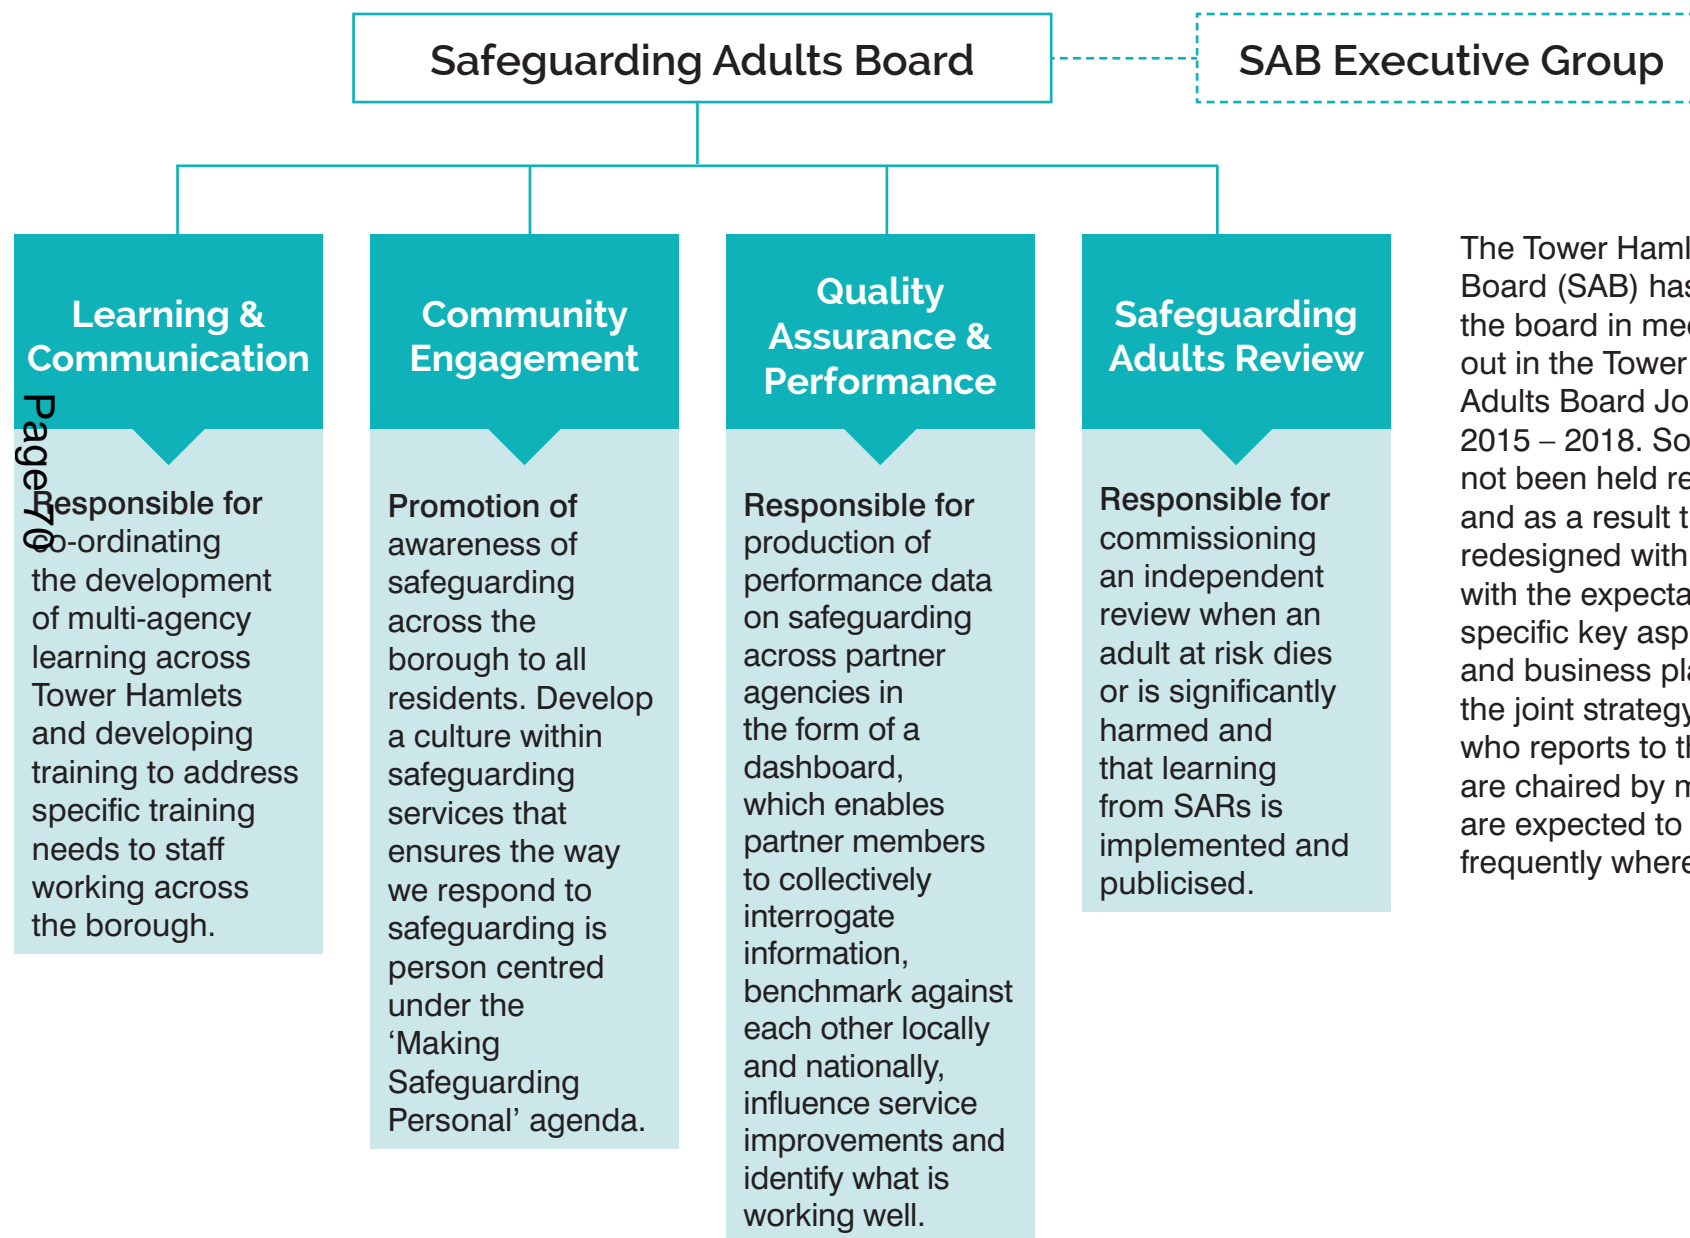 Safeguarding Adults Board
SAB Executive Group
Learning &
Communication
Responsible for
co-ordinating
the development
of multi-agency
learning across
Tower Hamlets
and developing
training to address
specific training
needs to staff
working across
the borough.
Community
Engagement
Promotion of
awareness of
safeguarding
across the
borough to all
residents. Develop
a culture within
safeguarding
services that
ensures the way
we respond to
safeguarding is
person centred
under the
‘Making
Safeguarding
Personal’ agenda.
Quality
Assurance &
Performance
Responsible for
production of
performance data
on safeguarding
across partner
agencies in
the form of a
dashboard,
which enables
partner members
to collectively
interrogate
information,
benchmark against
each other locally
and nationally,
influence service
improvements and
identify what is
working well.
Safeguarding
Adults Review
Responsible for
commissioning
an independent
review when an
adult at risk dies
or is significantly
harmed and
that learning
from SARs is
implemented and
publicised.
The Tower Haml
Board (SAB) has
the board in mee
out in the Tower
Adults Board Jo
2015 – 2018. So
not been held re
and as a result t
redesigned with
with the expecta
specific key asp
and business pla
the joint strategy
who reports to th
are chaired by m
are expected to
frequently where
Page 70